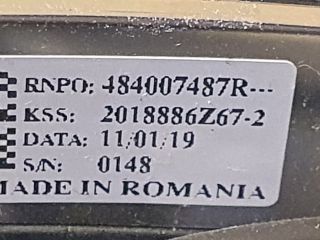 RNPO: 484007487R---
KSS: 2018886Z67-2
DATA: 11/01/19
S/N: 0148
MADE IN ROMANIA